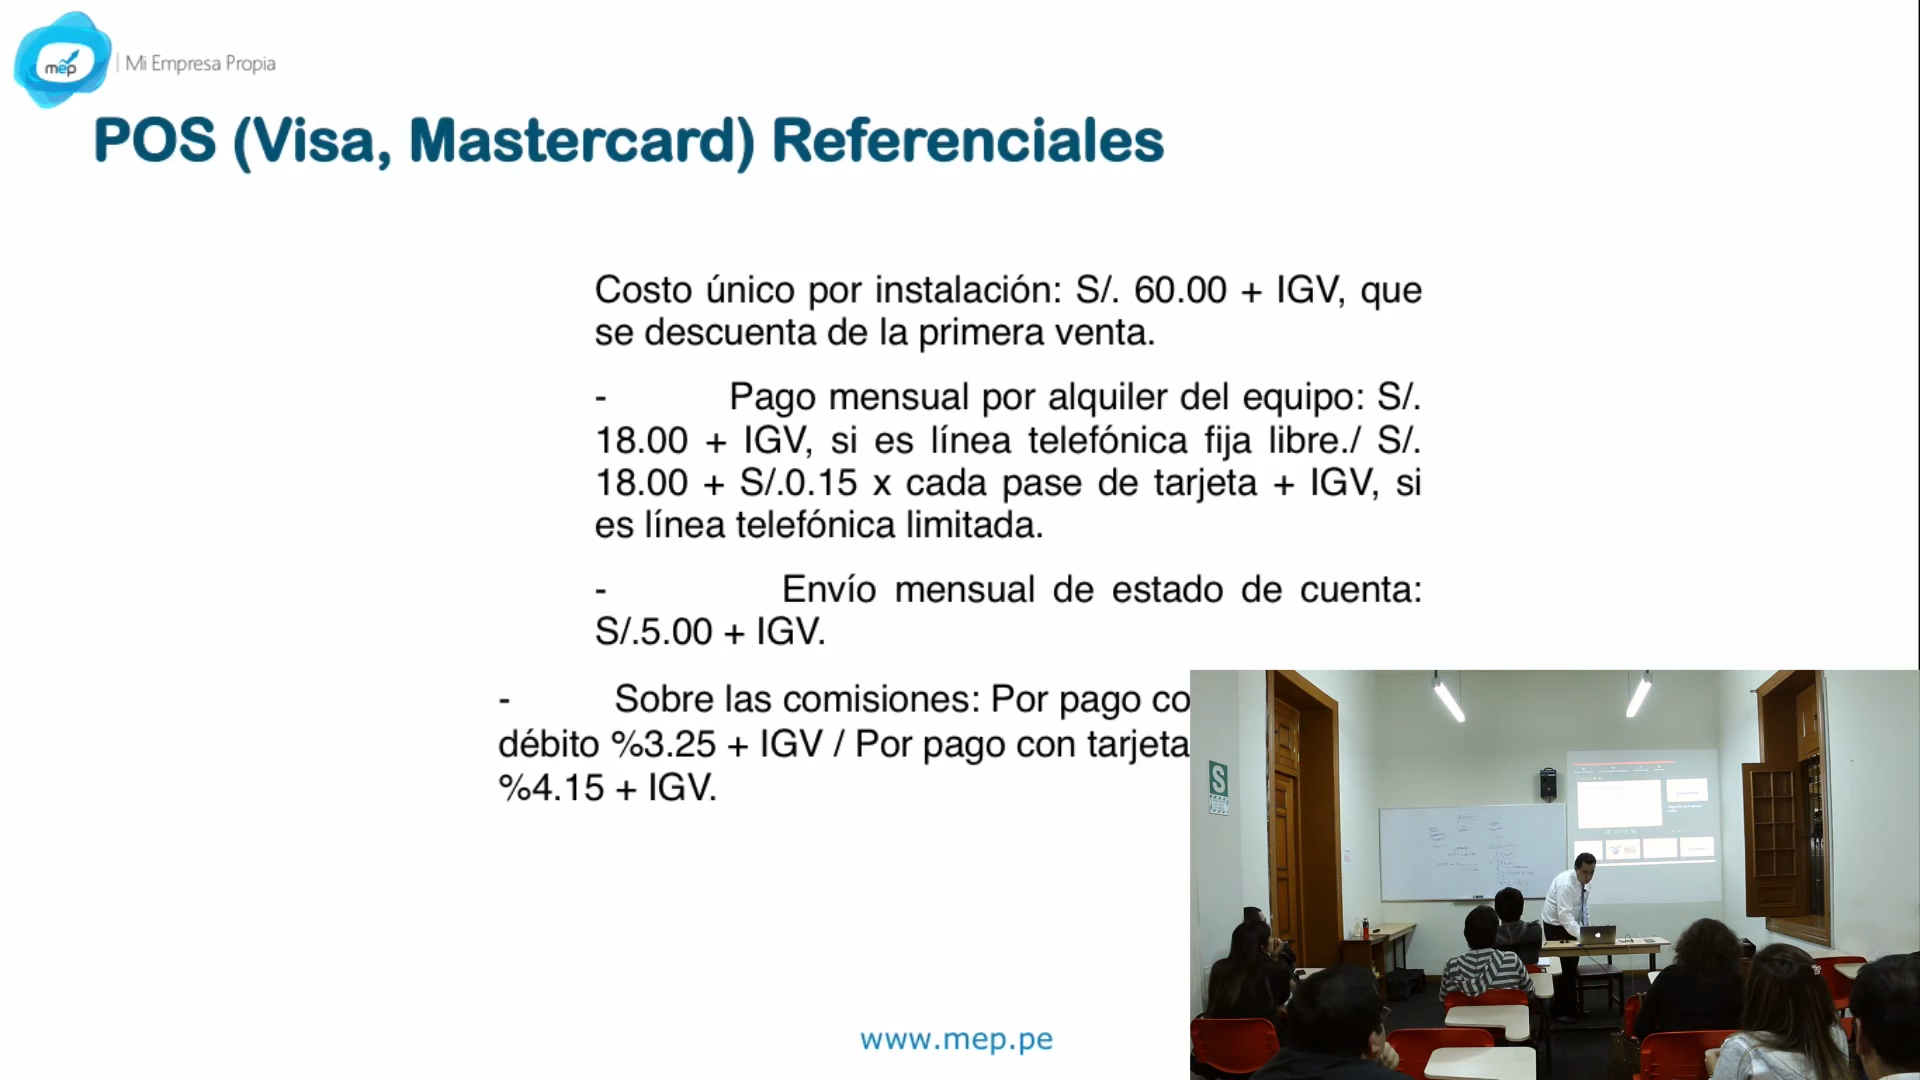 mep
Mi Empresa Propia
POS (Visa, Mastercard) Referenciales
Costo único por instalación: S/. 60.00 + IGV, que
se descuenta de la primera venta.
- Pago mensual por alquiler del equipo: S/.
18.00 + IGV, si es línea telefónica fija libre./ S/.
18.00 + S/.0.15 x cada pase de tarjeta + IGV, si
es línea telefónica limitada.
- Envío mensual de estado de cuenta:
S/.5.00 + IGV.
- Sobre las comisiones: Por pago co
débito %3.25 + IGV / Por pago con tarjeta
%4.15 + IGV.
S
www.mep.pe